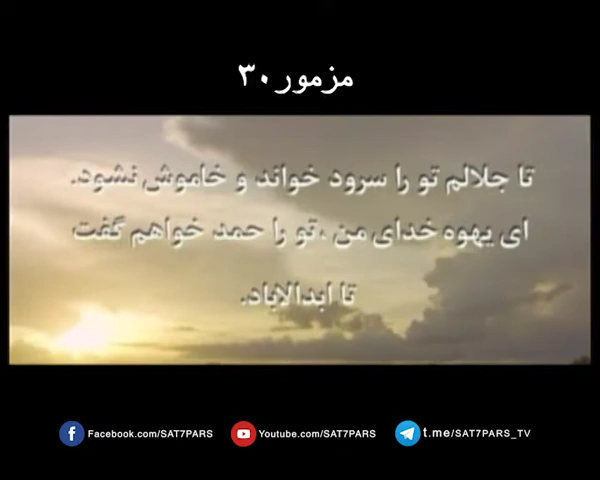 مزمور ۳۰
تا جلالم تو را سرود خواند و خاموش نشود.
ای یهوه خدای من ،تو را حمد خواهم گفت
تا ابدالاباد.
Facebook.com/SAT7PARS Youtube.com/SAT7PARS t.me/SAT7PARS_TV